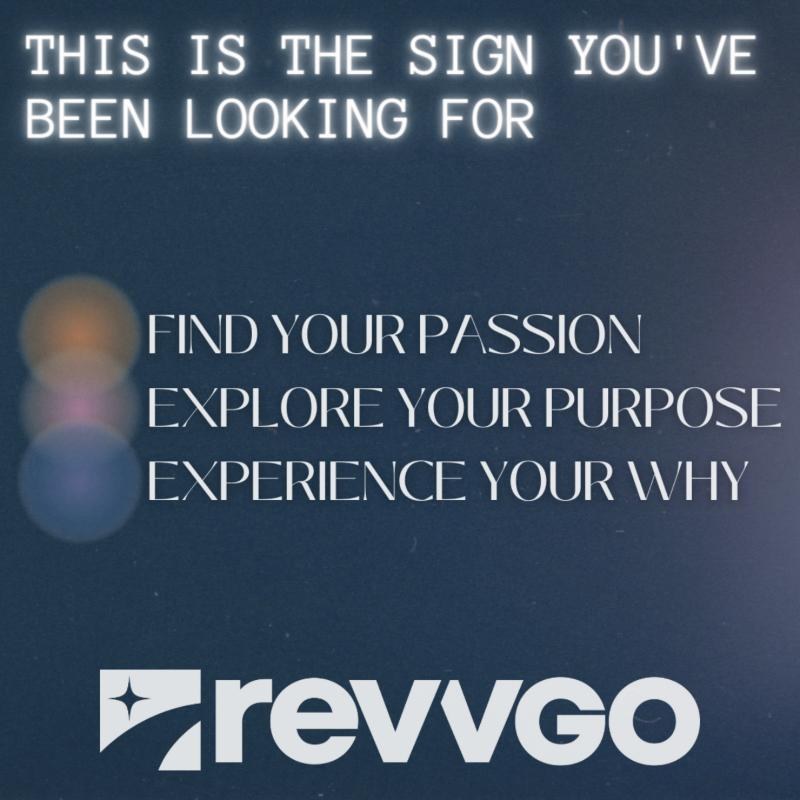 THIS IS THE SIGN YOU'VE
BEEN LOOKING FOR
FIND YOUR PASSION
EXPLORE YOUR PURPOSE
EXPERIENCE YOUR WHY
revvGO